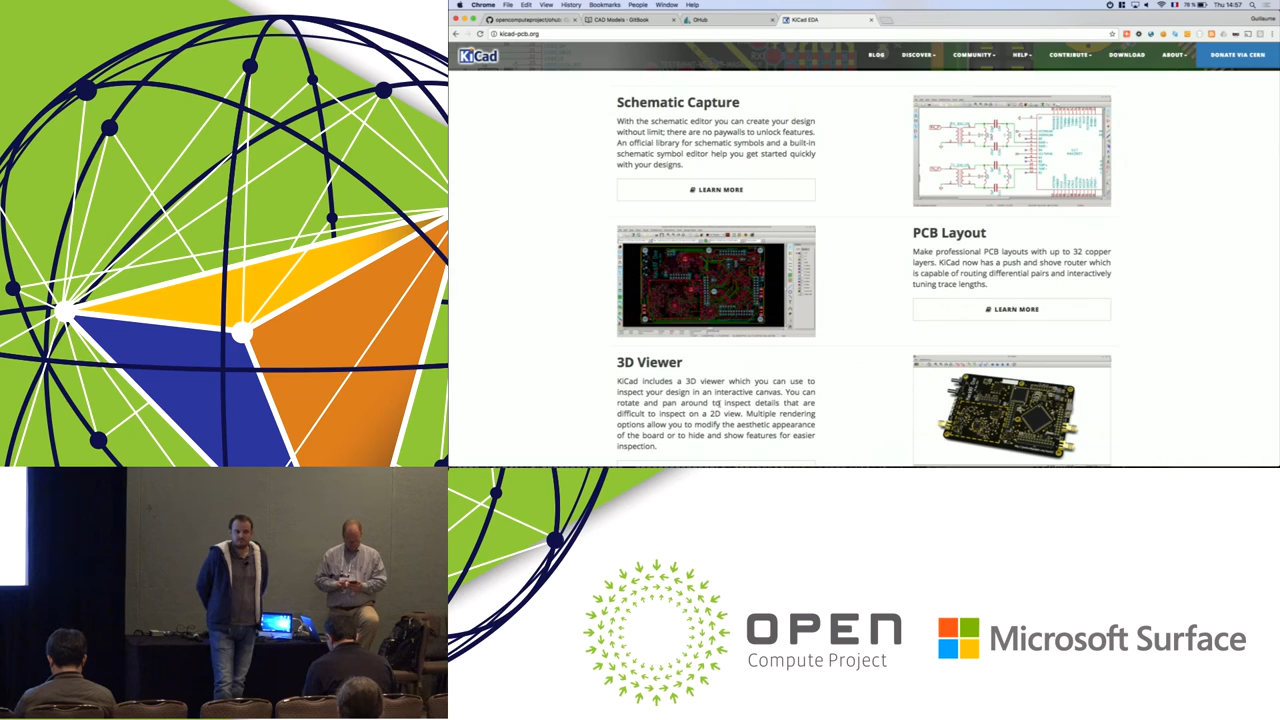 Chrome File Edit View History Bookmarks People Window Help
78 % Thu 14:57
opencomputeproject/shub: G
CAD Models - GitBook
OHub
KiCad EDA
Guillaume
kicad-pcb.org
KiCad
BLOG DISCOVER COMMUNITY HELP CONTRIBUTE DOWNLOAD ABOUT DONATE VIA CERN
Schematic Capture
With the schematic editor you can create your design
without limit; there are no paywalls to unlock features.
An official library for schematic symbols and a built-in
schematic symbol editor help you get started quickly
with your designs.
LEARN MORE
PCB Layout
Make professional PCB layouts with up to 32 copper
layers. KiCad now has a push and shove router which
is capable of routing differential pairs and interactively
tuning trace lengths.
LEARN MORE
3D Viewer
KiCad includes a 3D viewer which you can use to
inspect your design in an interactive canvas. You can
rotate and pan around to inspect details that are
difficult to inspect on a 2D view. Multiple rendering
options allow you to modify the aesthetic appearance
of the board or to hide and show features for easier
inspection.
OPEN
Compute Project
Microsoft Surface